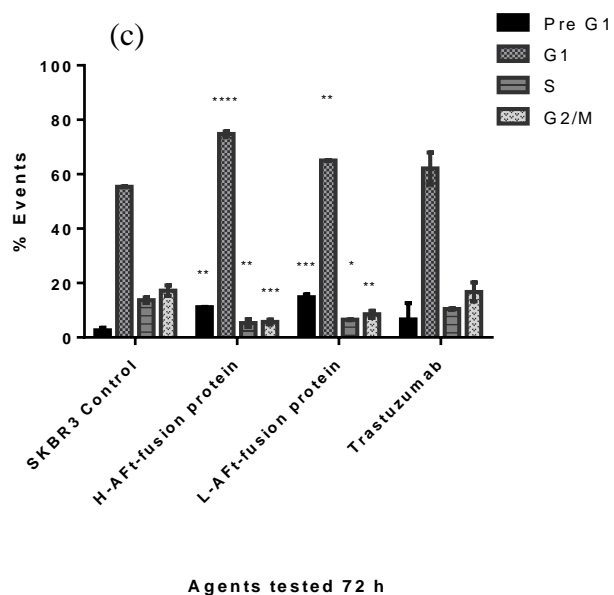 (c)
Pre G1
G1
S
G2/M
% Events
100
80
60
40
20
0
****
**
**
**
***
***
*
**
SKBR3 Control
H-AFt-fusion protein
L-AFt-fusion protein
Trastuzumab
Agents tested 72 h